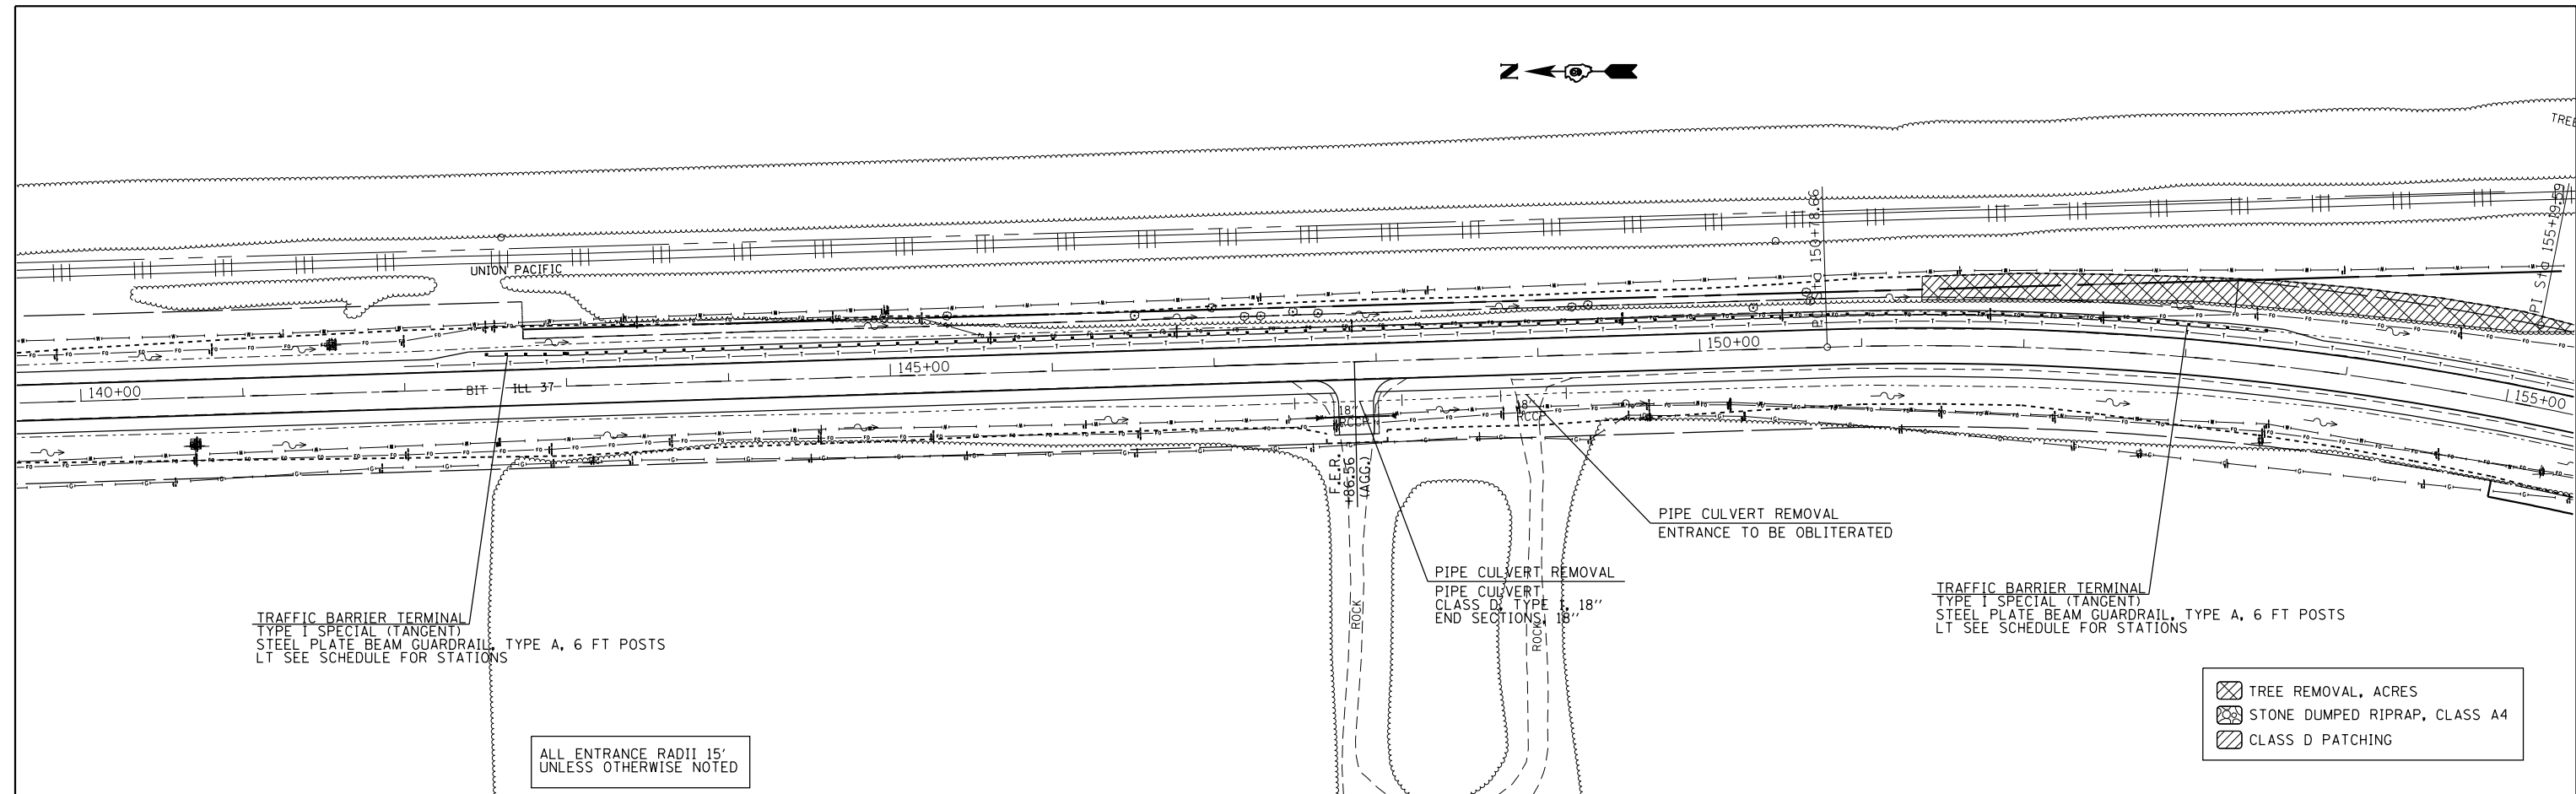 N
TREE
UNION PACIFIC
150+78.66
PI Sta 155+19.59
140+00
BIT ILL 37
145+00
150+00
155+00
18"
RCCP
F.E.R.
+86.56
(AGG.)
ROCK
ROCK
PIPE CULVERT REMOVAL
ENTRANCE TO BE OBLITERATED
PIPE CULVERT REMOVAL
PIPE CULVERT
CLASS D, TYPE I, 18''
END SECTIONS, 18''
TRAFFIC BARRIER TERMINAL
TYPE I SPECIAL (TANGENT)
STEEL PLATE BEAM GUARDRAIL, TYPE A, 6 FT POSTS
LT SEE SCHEDULE FOR STATIONS
TRAFFIC BARRIER TERMINAL
TYPE I SPECIAL (TANGENT)
STEEL PLATE BEAM GUARDRAIL, TYPE A, 6 FT POSTS
LT SEE SCHEDULE FOR STATIONS
ALL ENTRANCE RADII 15'
UNLESS OTHERWISE NOTED
TREE REMOVAL, ACRES
STONE DUMPED RIPRAP, CLASS A4
CLASS D PATCHING